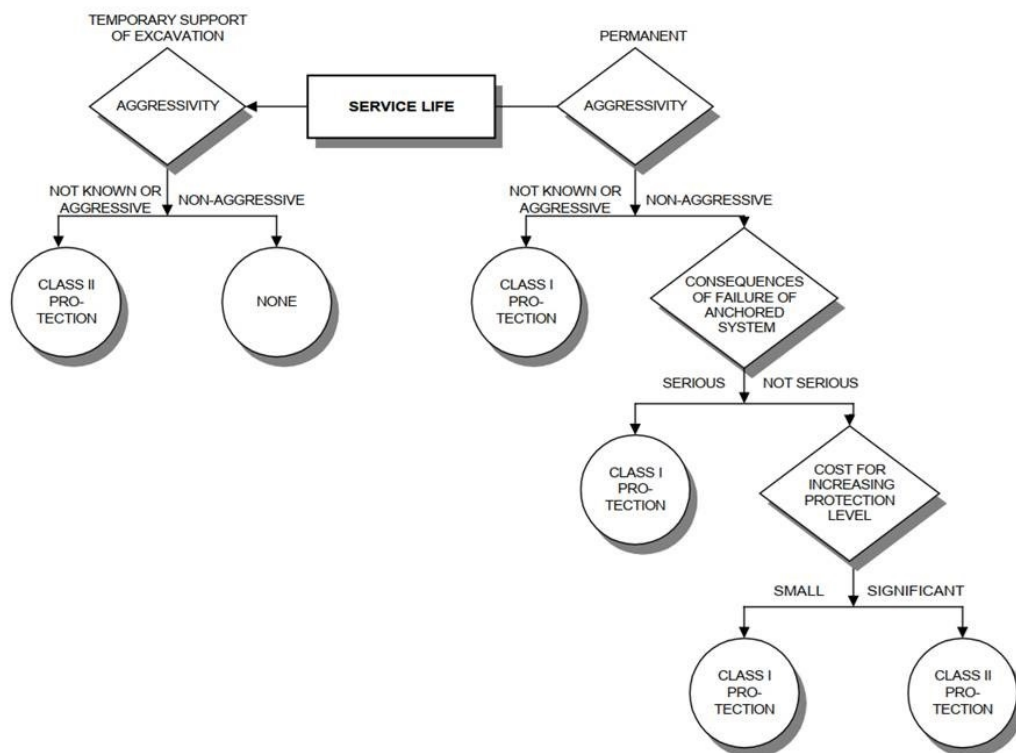 TEMPORARY SUPPORT
OF EXCAVATION
PERMANENT
AGGRESSIVITY
SERVICE LIFE
AGGRESSIVITY
NOT KNOWN OR
AGGRESSIVE
NON-AGGRESSIVE
NOT KNOWN OR
AGGRESSIVE
NON-AGGRESSIVE
CLASS II
PRO-
TECTION
NONE
CLASS I
PRO-
TECTION
CONSEQUENCES
OF FAILURE OF
ANCHORED
SYSTEM
SERIOUS
NOT SERIOUS
CLASS I
PRO-
TECTION
COST FOR
INCREASING
PROTECTION
LEVEL
SMALL
SIGNIFICANT
CLASS I
PRO-
TECTION
CLASS II
PRO-
TECTION